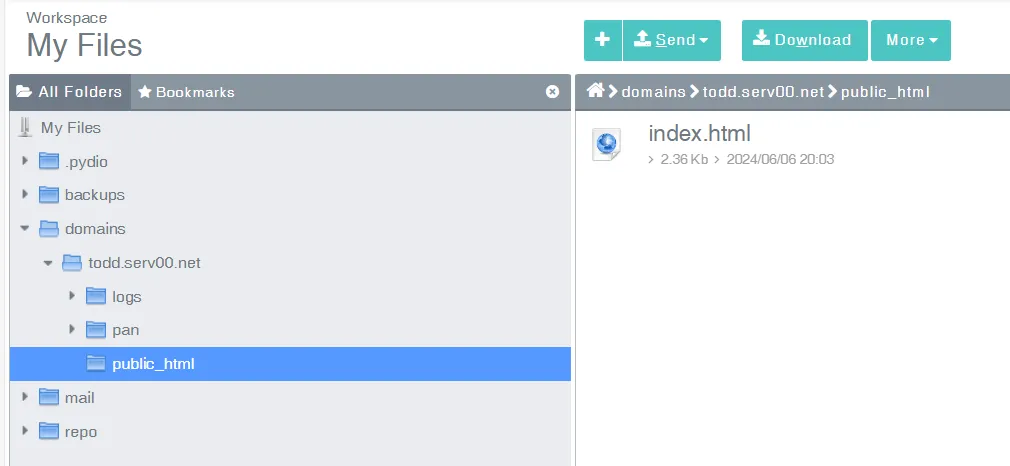 Workspace
My Files
Send
Download
More
All Folders
Bookmarks
domains
todd.serv00.net
public_html
My Files
.pydio
backups
domains
todd.serv00.net
logs
pan
public_html
mail
repo
index.html
2.36 Kb
2024/06/06 20:03